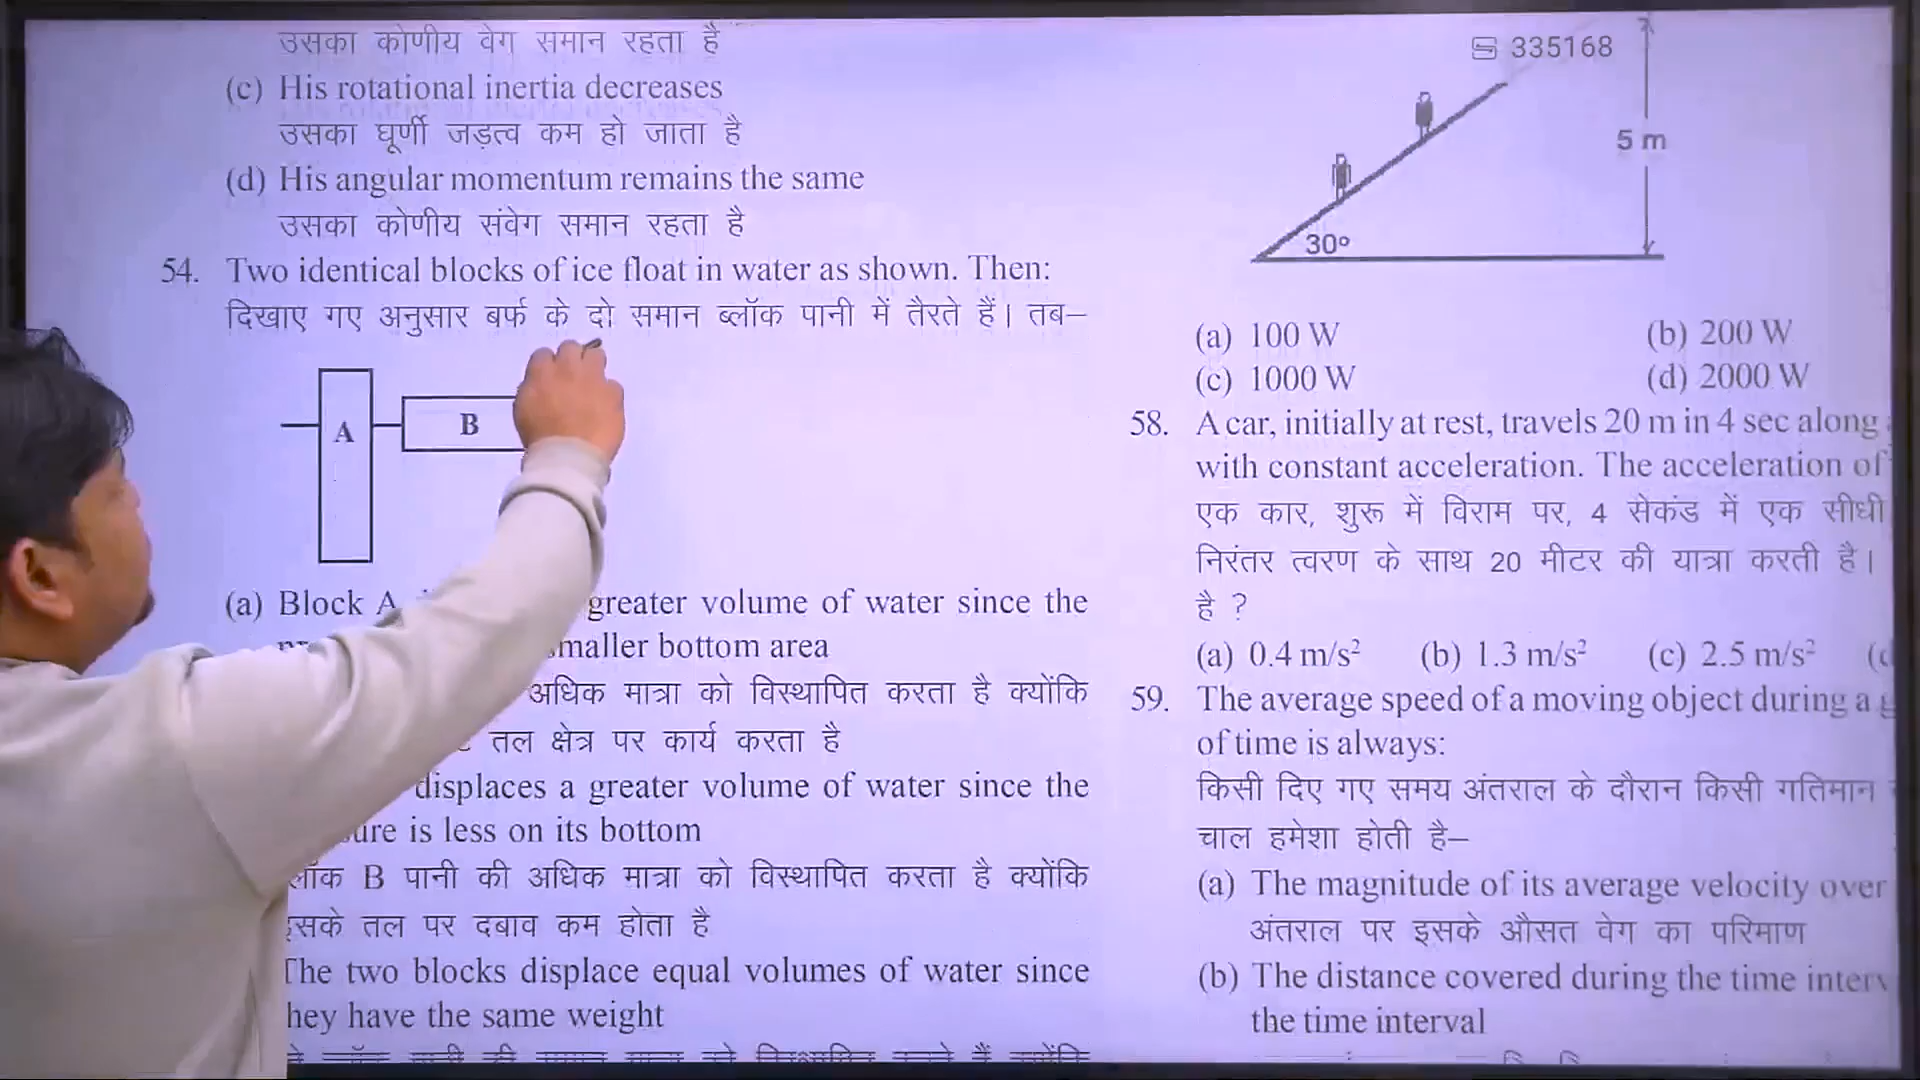 उसका कोणीय वेग समान रहता है
(c) His rotational inertia decreases
उसका घूर्णी जड़त्व कम हो जाता है
(d) His angular momentum remains the same
उसका कोणीय संवेग समान रहता है
54. Two identical blocks of ice float in water as shown. Then:
दिखाए गए अनुसार बर्फ के दो समान ब्लॉक पानी में तैरते हैं। तब–
A
B
(a) Block A greater volume of water since the
smaller bottom area
अधिक मात्रा को विस्थापित करता है क्योंकि
तल क्षेत्र पर कार्य करता है
displaces a greater volume of water since the
is less on its bottom
B पानी की अधिक मात्रा को विस्थापित करता है क्योंकि
इसके तल पर दबाव कम होता है
The two blocks displace equal volumes of water since
they have the same weight
335168
5 m
30°
(a) 100 W (b) 200 W
(c) 1000 W (d) 2000 W
58. A car, initially at rest, travels 20 m in 4 sec along
with constant acceleration. The acceleration of
एक कार, शुरू में विराम पर, 4 सेकंड में एक सीधी
निरंतर त्वरण के साथ 20 मीटर की यात्रा करती है।
है ?
(a) 0.4 m/s² (b) 1.3 m/s² (c) 2.5 m/s²
59. The average speed of a moving object during a
of time is always:
किसी दिए गए समय अंतराल के दौरान किसी गतिमान
चाल हमेशा होती है–
(a) The magnitude of its average velocity over
अंतराल पर इसके औसत वेग का परिमाण
(b) The distance covered during the time
the time interval